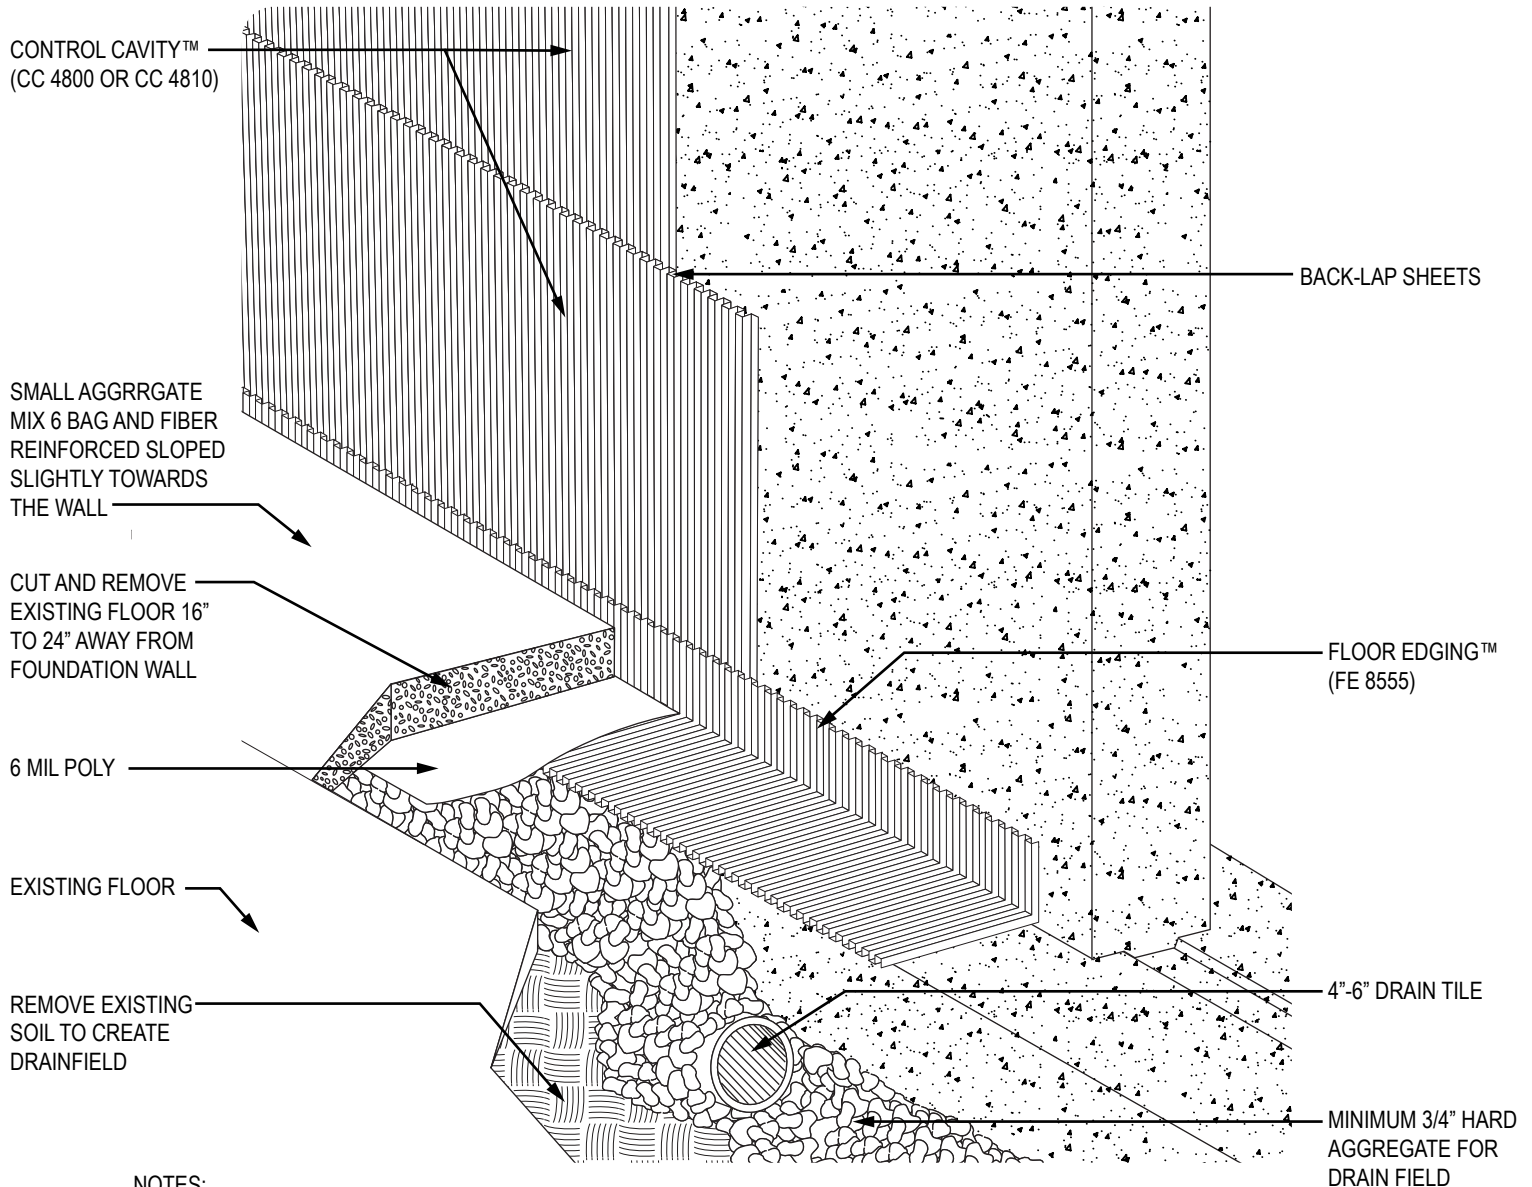 CONTROL CAVITY™
(CC 4800 OR CC 4810)
BACK-LAP SHEETS
SMALL AGGRRGATE
MIX 6 BAG AND FIBER
REINFORCED SLOPED
SLIGHTLY TOWARDS
THE WALL
CUT AND REMOVE
EXISTING FLOOR 16”
TO 24” AWAY FROM
FOUNDATION WALL
FLOOR EDGING™
(FE 8555)
6 MIL POLY
EXISTING FLOOR
REMOVE EXISTING
SOIL TO CREATE
DRAINFIELD
4”-6” DRAIN TILE
MINIMUM 3/4” HARD
AGGREGATE FOR
DRAIN FIELD
NOTES: